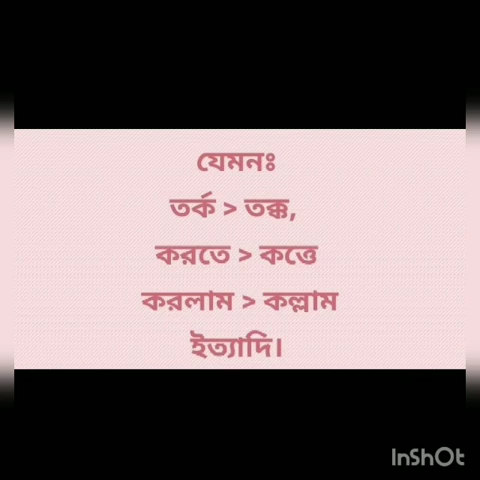 যেমনঃ
তর্ক > তক্ক,
করতে > কত্তে
করলাম > কল্লাম
ইত্যাদি।
InShOt